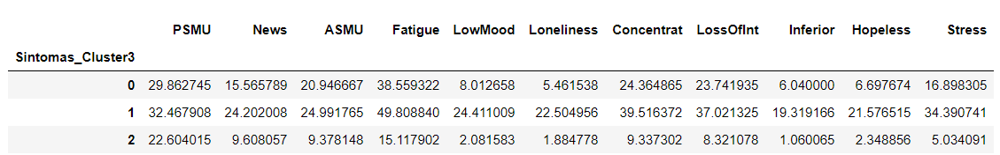 PSMU News ASMU Fatigue LowMood Loneliness Concentrat LossOfInt Inferior Hopeless Stress
Sintomas_Cluster3
0 29.862745 15.565789 20.946667 38.559322 8.012658 5.461538 24.364865 23.741935 6.040000 6.697674 16.898305
1 32.467908 24.202008 24.991765 49.808840 24.411009 22.504956 39.516372 37.021325 19.319166 21.576515 34.390741
2 22.604015 9.608057 9.378148 15.117902 2.081583 1.884778 9.337302 8.321078 1.060065 2.348856 5.034091